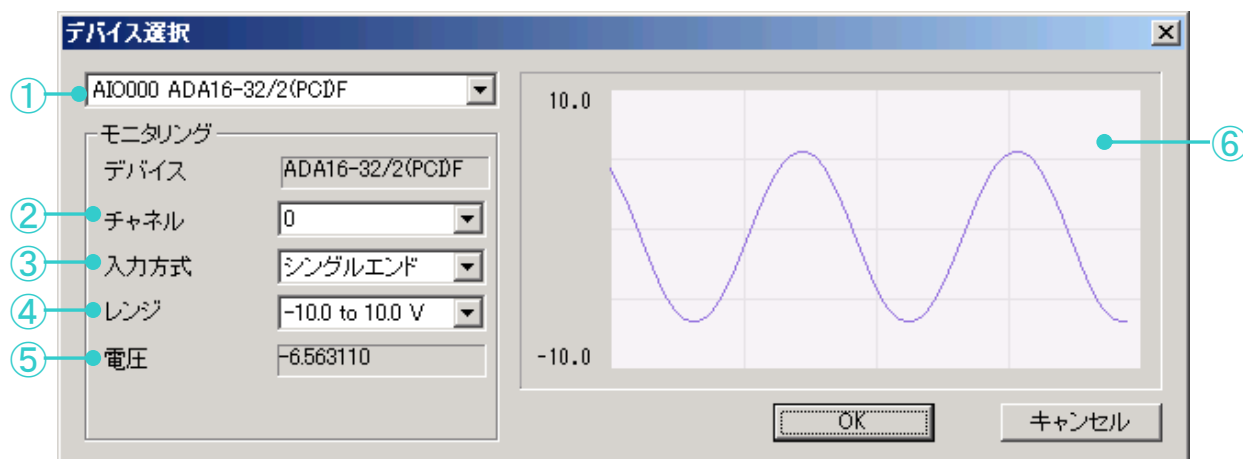 デバイス選択
① AIO000 ADA16-32/2(PCI)F
モニタリング
デバイス ADA16-32/2(PCI)F
② チャネル 0
③ 入力方式 シングルエンド
④ レンジ -10.0 to 10.0 V
⑤ 電圧 -6.563110
10.0
⑥
-10.0
OK キャンセル